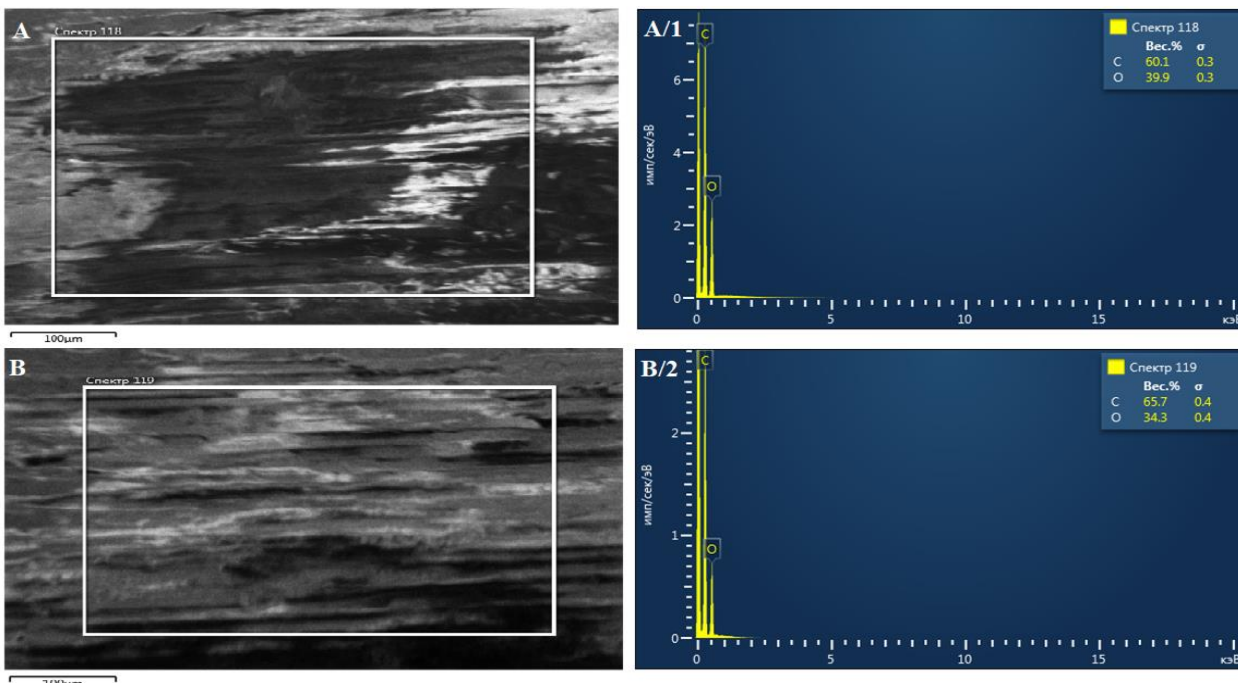 A
Спектр 118
100μm
A/1
имп/сек/эВ
6
4
2
0
C
O
0 5 10 15 кэВ
Спектр 118
Вес.% σ
C 60.1 0.3
O 39.9 0.3
B
Спектр 119
B/2
имп/сек/эВ
2
1
0
C
O
0 5 10 15 кэВ
Спектр 119
Вес.% σ
C 65.7 0.4
O 34.3 0.4